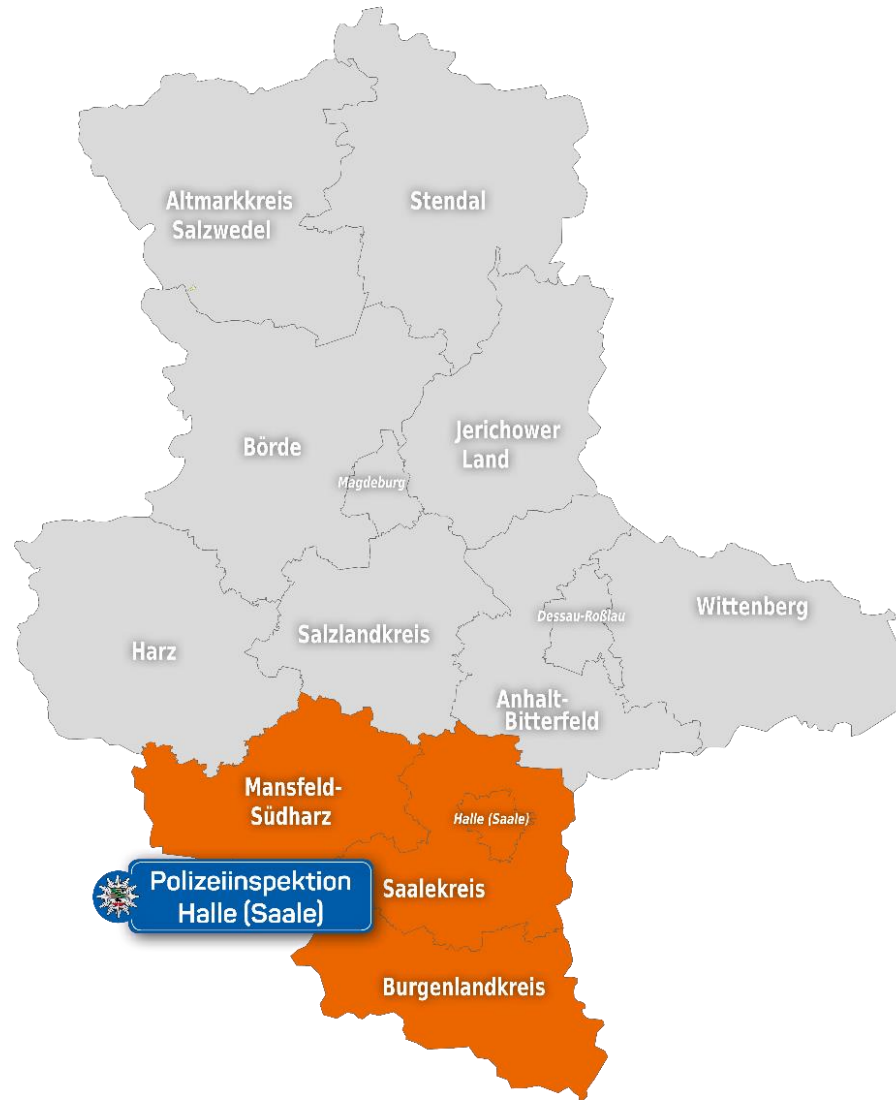 Altmarkkreis
Salzwedel
Stendal
Börde
Jerichower
Land
Magdeburg
Harz
Salzlandkreis
Dessau-Roßlau
Wittenberg
Anhalt-
Bitterfeld
Mansfeld-
Südharz
Halle (Saale)
Polizeiinspektion
Halle (Saale)
Saalekreis
Burgenlandkreis